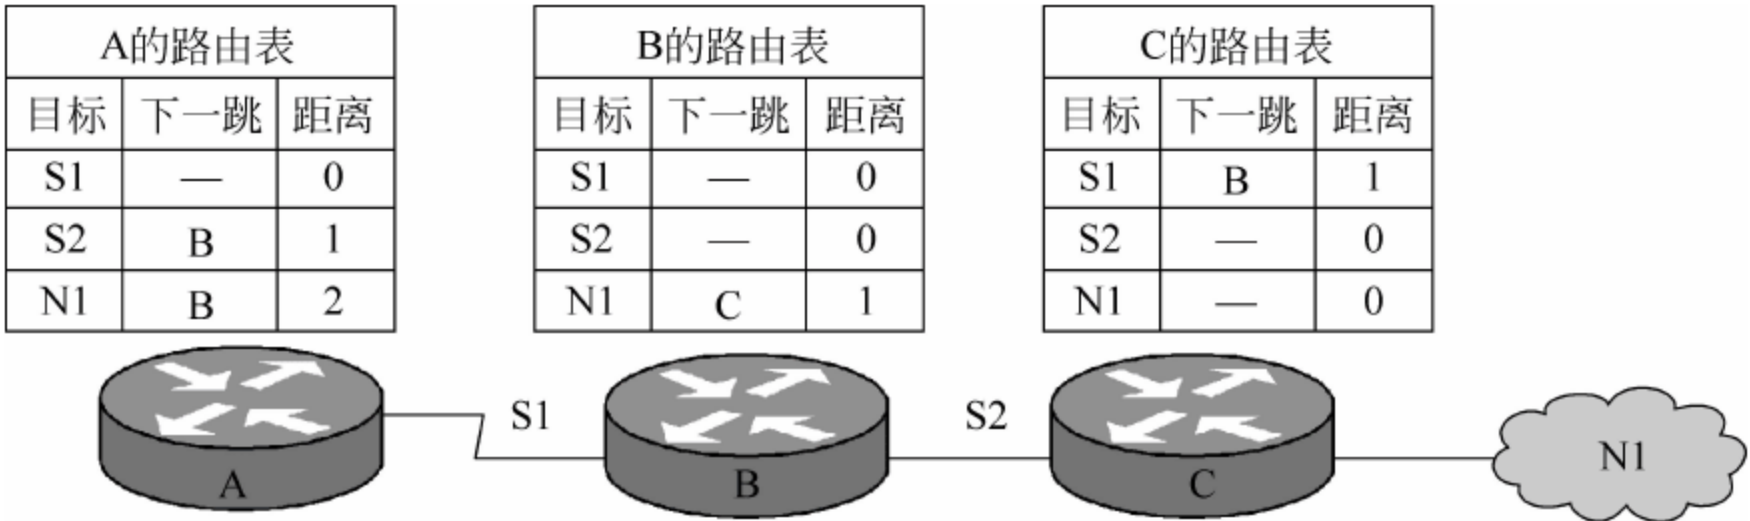 A的路由表
目标 下一跳 距离
S1 — 0
S2 B 1
N1 B 2
B的路由表
目标 下一跳 距离
S1 — 0
S2 — 0
N1 C 1
C的路由表
目标 下一跳 距离
S1 B 1
S2 — 0
N1 — 0
S1
S2
A
B
C
N1